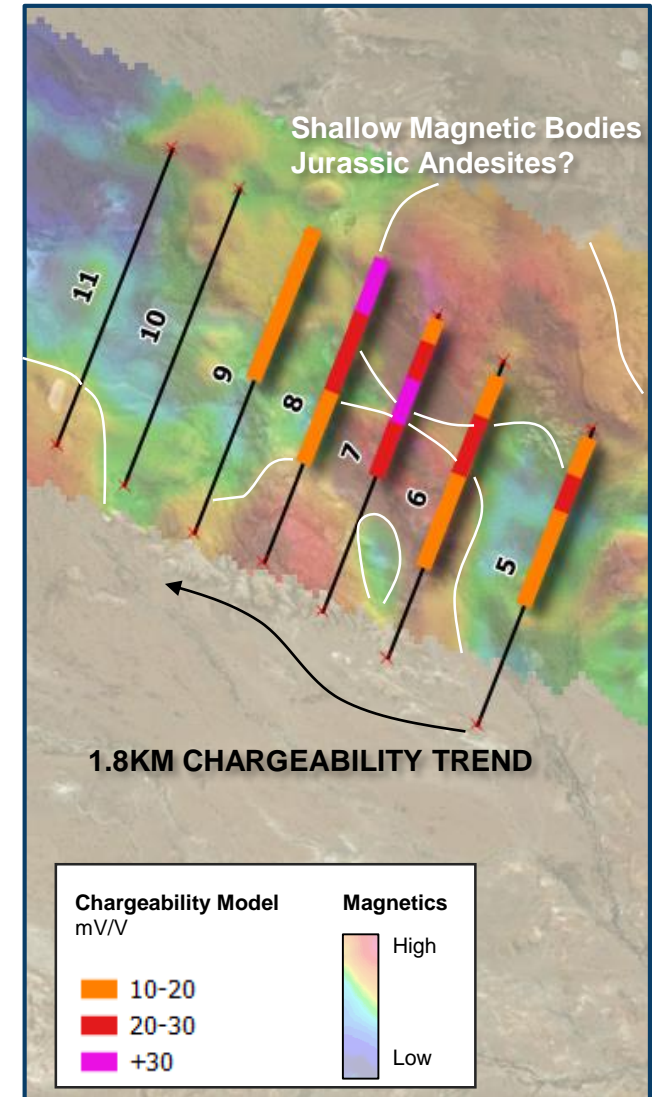 Shallow Magnetic Bodies
Jurassic Andesites?
11
10
9
8
7
6
5
1.8KM CHARGEABILITY TREND
Chargeability Model
mV/V
10-20
20-30
+30
Magnetics
High
Low